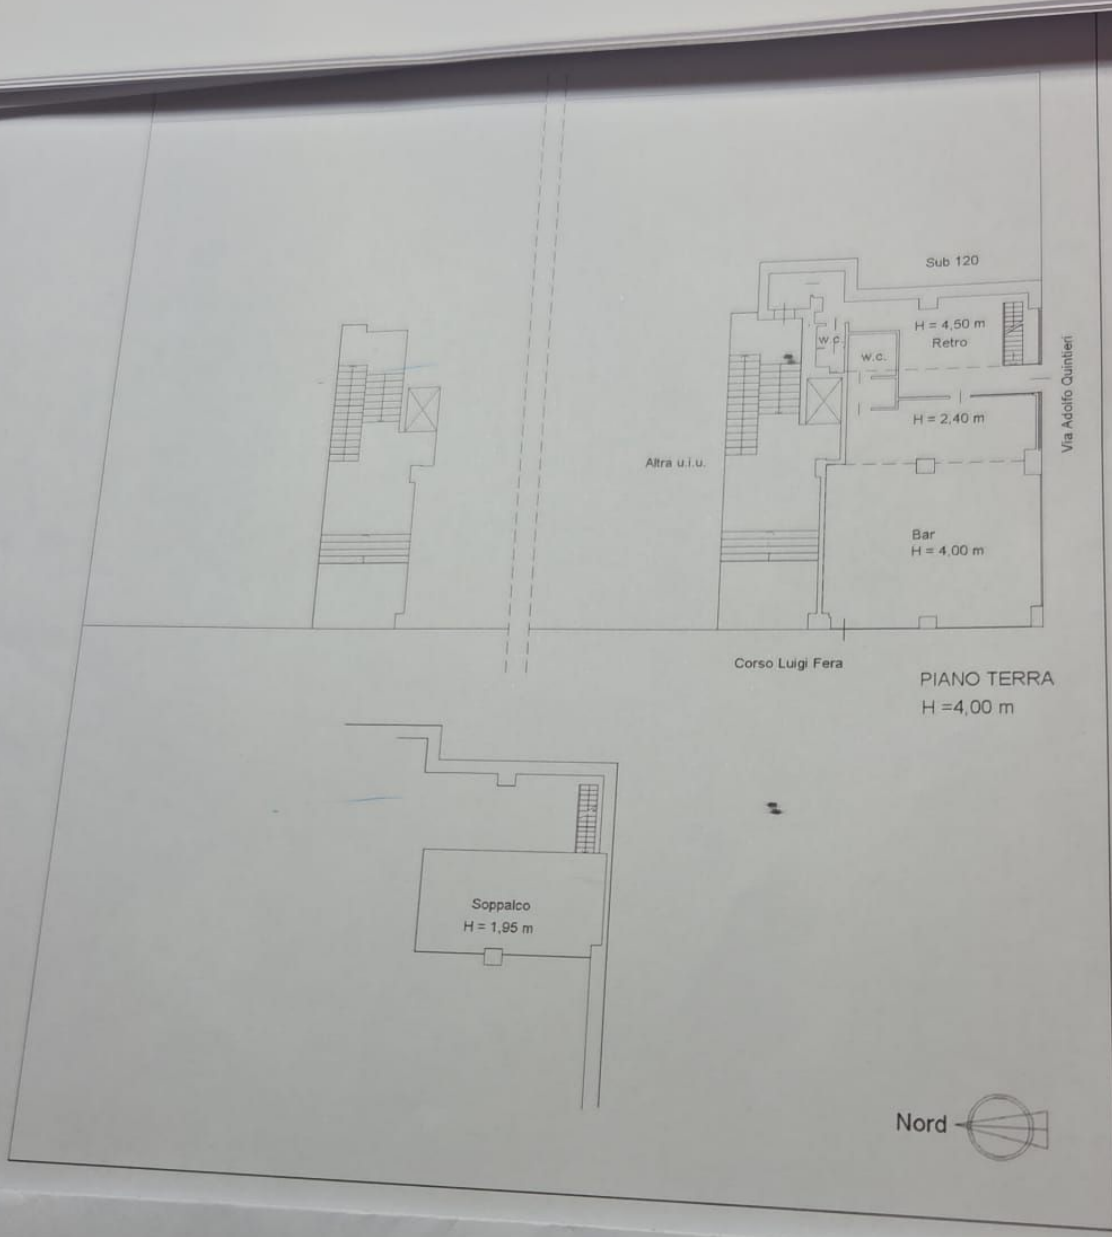 Sub 120
H = 4,50 m
Retro
w.c.
w.c.
Via Adolfo Quintieri
H = 2,40 m
Altra u.i.u.
Bar
H = 4,00 m
Corso Luigi Fera
PIANO TERRA
H =4,00 m
Soppalco
H = 1,95 m
Nord